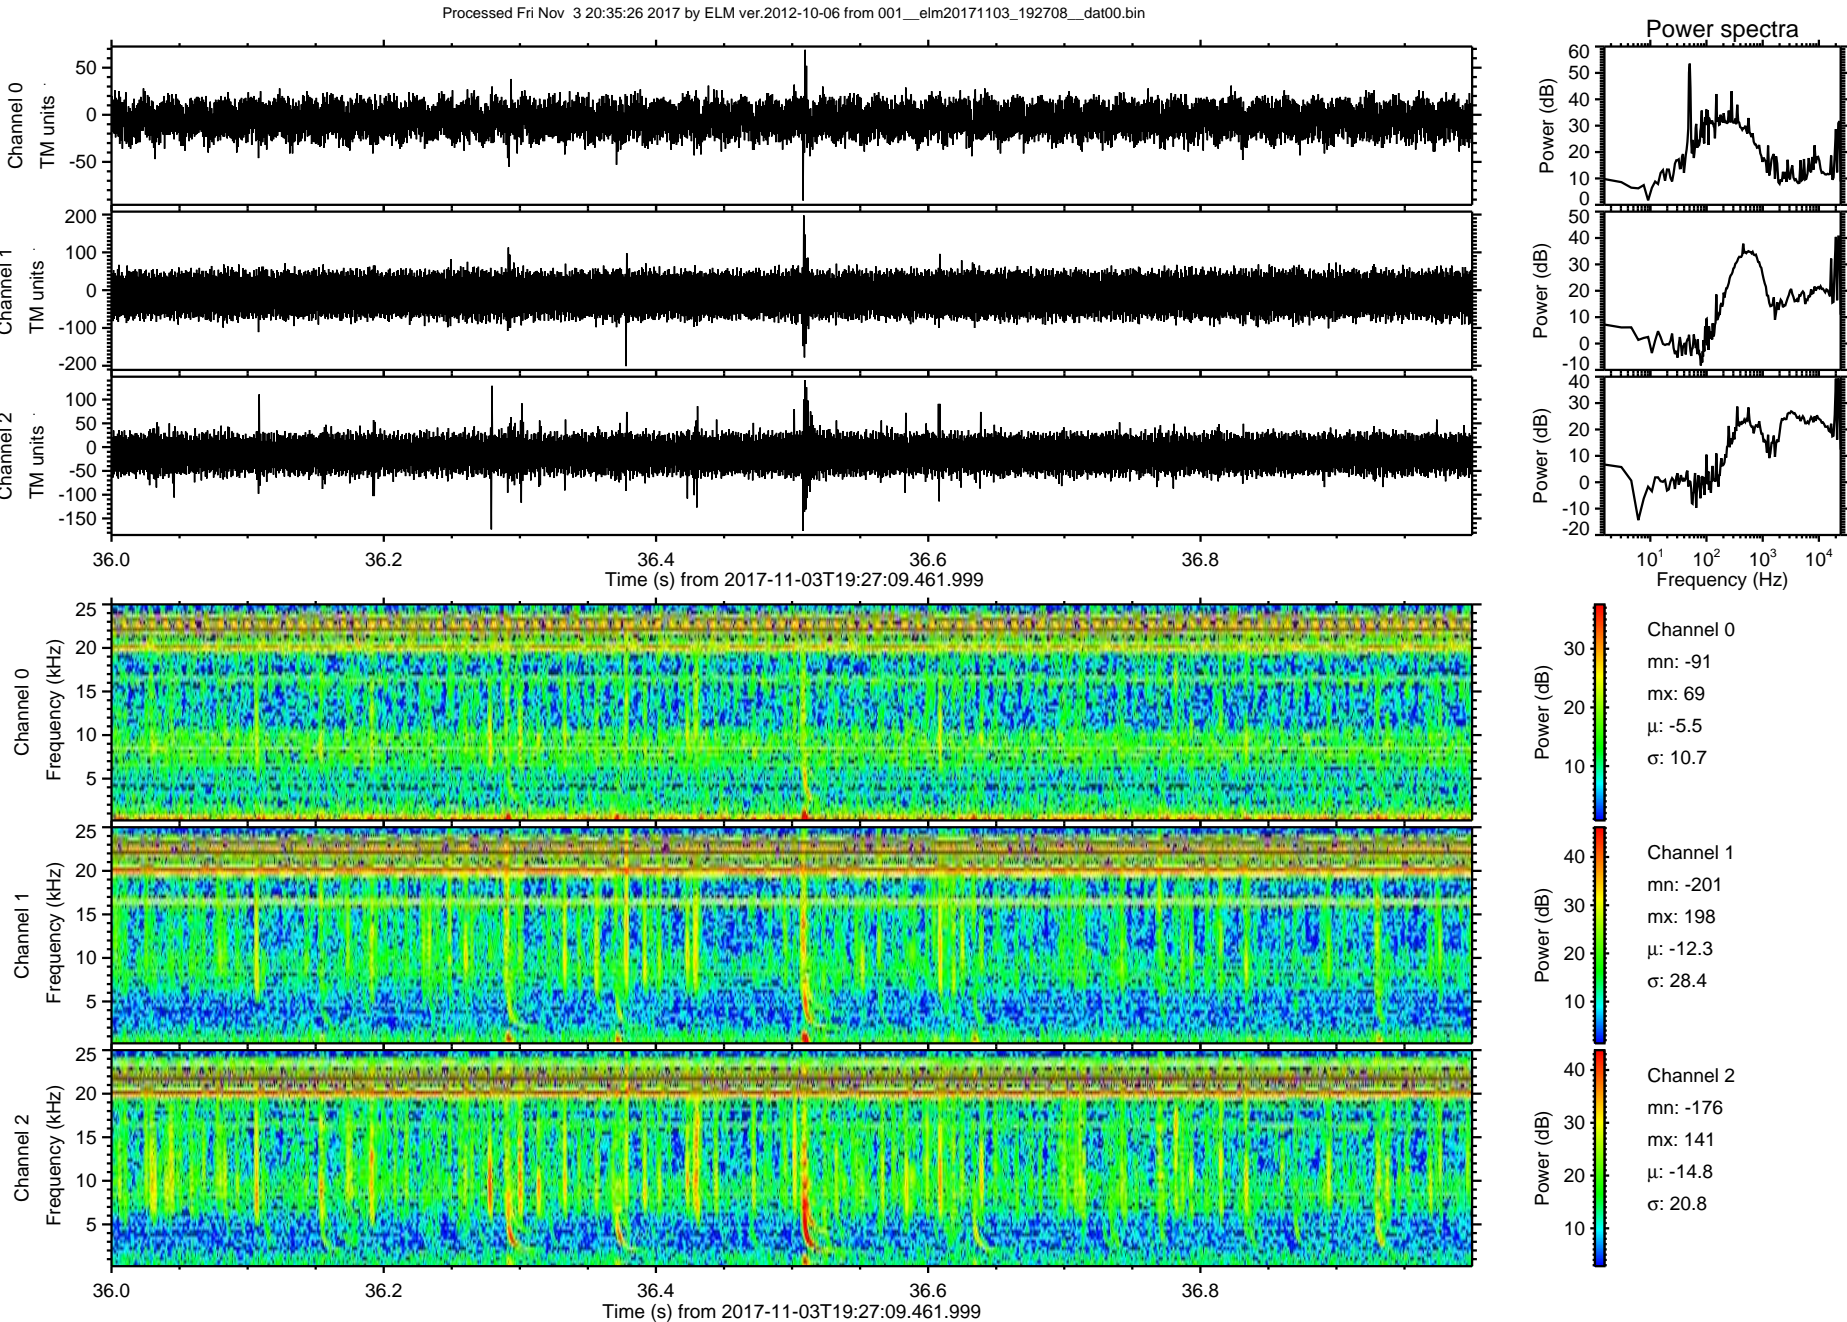 Processed Fri Nov  3 20:35:26 2017 by ELM ver.2012-10-06 from 001__elm20171103_192708__dat00.bin
Power spectra
Channel 0
TM units
50
0
-50
Power (dB)
60
50
40
30
20
10
0
Channel 1
TM units
200
100
0
-100
-200
Power (dB)
50
40
30
20
10
0
-10
Channel 2
TM units
100
50
0
-50
-100
-150
Power (dB)
40
30
20
10
0
-10
-20
36.0 36.2 36.4 36.6 36.8
Time (s) from 2017-11-03T19:27:09.461.999
10^1 10^2 10^3 10^4
Frequency (Hz)
Channel 0
Frequency (kHz)
25
20
15
10
5
Power (dB)
30
20
10
Channel 0
mn: -91
mx: 69
μ: -5.5
σ: 10.7
Channel 1
Frequency (kHz)
25
20
15
10
5
Power (dB)
40
30
20
10
Channel 1
mn: -201
mx: 198
μ: -12.3
σ: 28.4
Channel 2
Frequency (kHz)
25
20
15
10
5
Power (dB)
40
30
20
10
Channel 2
mn: -176
mx: 141
μ: -14.8
σ: 20.8
36.0 36.2 36.4 36.6 36.8
Time (s) from 2017-11-03T19:27:09.461.999